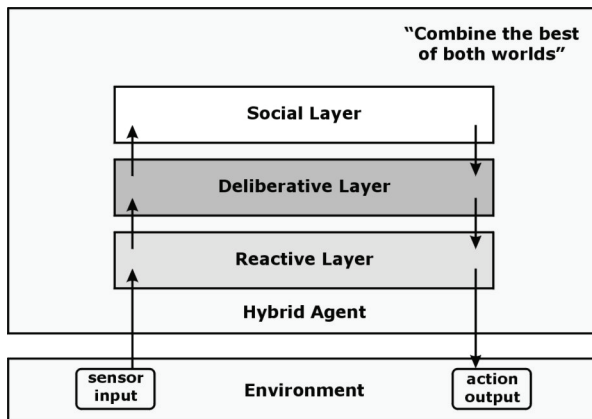 “Combine the best
of both worlds”
Social Layer
Deliberative Layer
Reactive Layer
Hybrid Agent
sensor
input
Environment
action
output